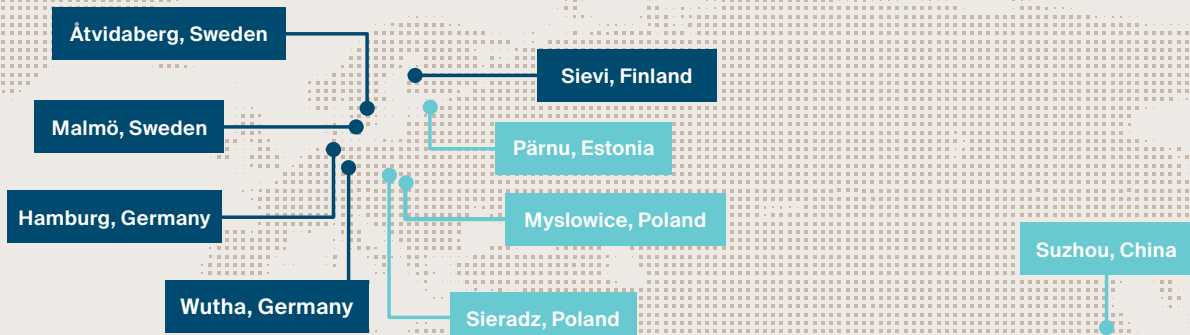 Åtvidaberg, Sweden
Sievi, Finland
Malmö, Sweden
Pärnu, Estonia
Hamburg, Germany
Myslowice, Poland
Suzhou, China
Wutha, Germany
Sieradz, Poland